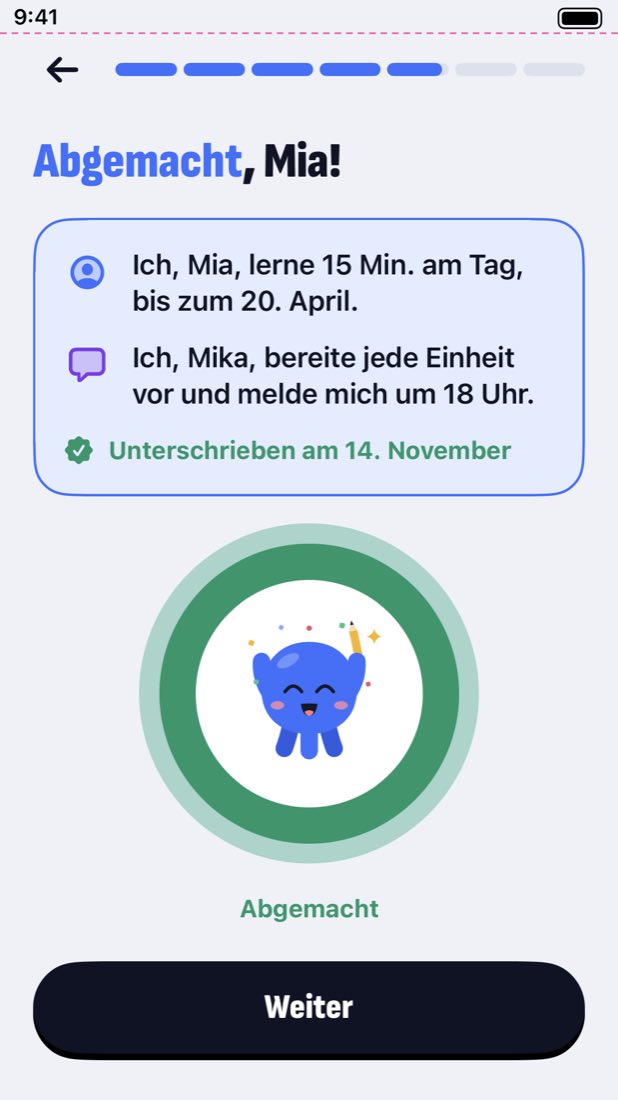 9:41
Abgemacht, Mia!
Ich, Mia, lerne 15 Min. am Tag,
bis zum 20. April.
Ich, Mika, bereite jede Einheit
vor und melde mich um 18 Uhr.
Unterschrieben am 14. November
Abgemacht
Weiter